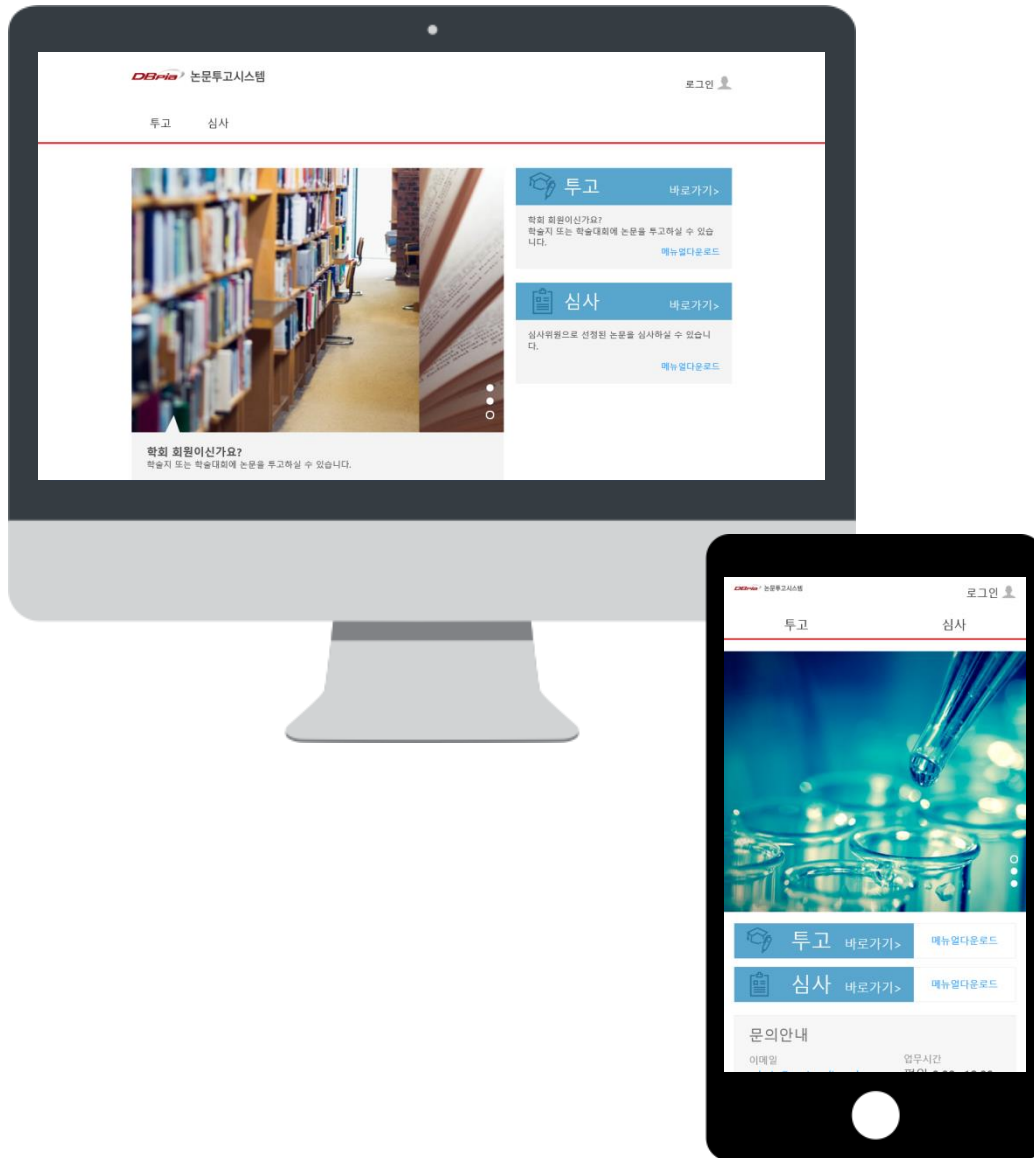 DBpia 논문투고시스템
로그인
투고 심사
투고 바로가기>
학회 회원이신가요?
학술지 또는 학술대회에 논문을 투고하실 수 있습
니다.
메뉴얼다운로드
심사 바로가기>
심사위원으로 선정된 논문을 심사하실 수 있습니
다.
메뉴얼다운로드
학회 회원이신가요?
학술지 또는 학술대회에 논문을 투고하실 수 있습니다.
DBpia 논문투고시스템
로그인
투고 심사
투고 바로가기> 메뉴얼다운로드
심사 바로가기> 메뉴얼다운로드
문의안내
이메일 업무시간